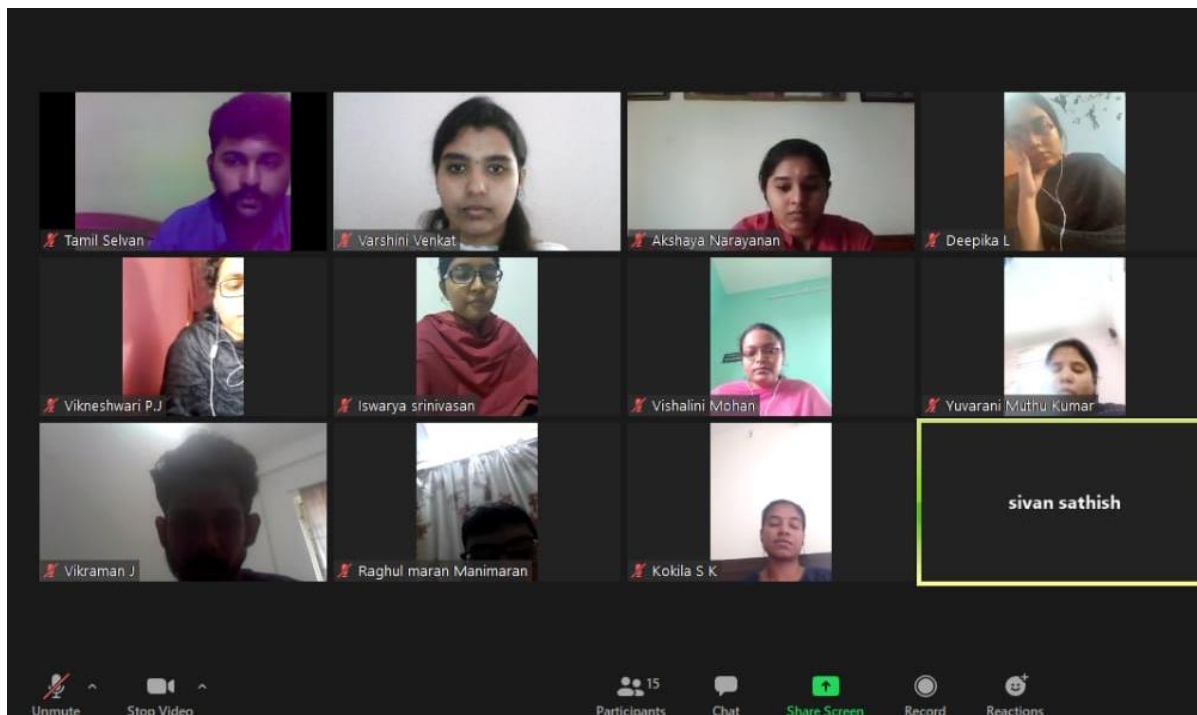 Tamil Selvan
Varshini Venkat
Akshaya Narayanan
Deepika L
Vikneshwari P.J
Iswarya srinivasan
Vishalini Mohan
Yuvarani Muthu Kumar
Vikraman J
Raghul maran Manimaran
Kokila S K
sivan sathish
Unmute
Stop Video
15
Participants
Chat
Share Screen
Record
Reactions